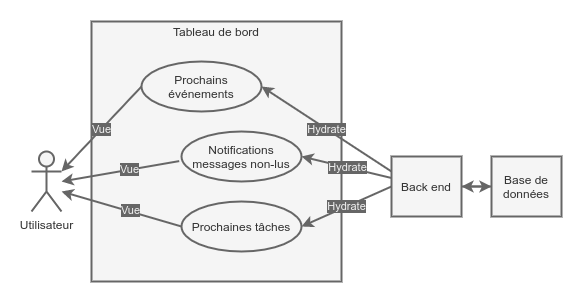 Tableau de bord
Prochains
événements
Vue
Hydrate
Notifications
messages non-lus
Vue
Hydrate
Back end
Base de
données
Vue
Hydrate
Prochaines tâches
Utilisateur